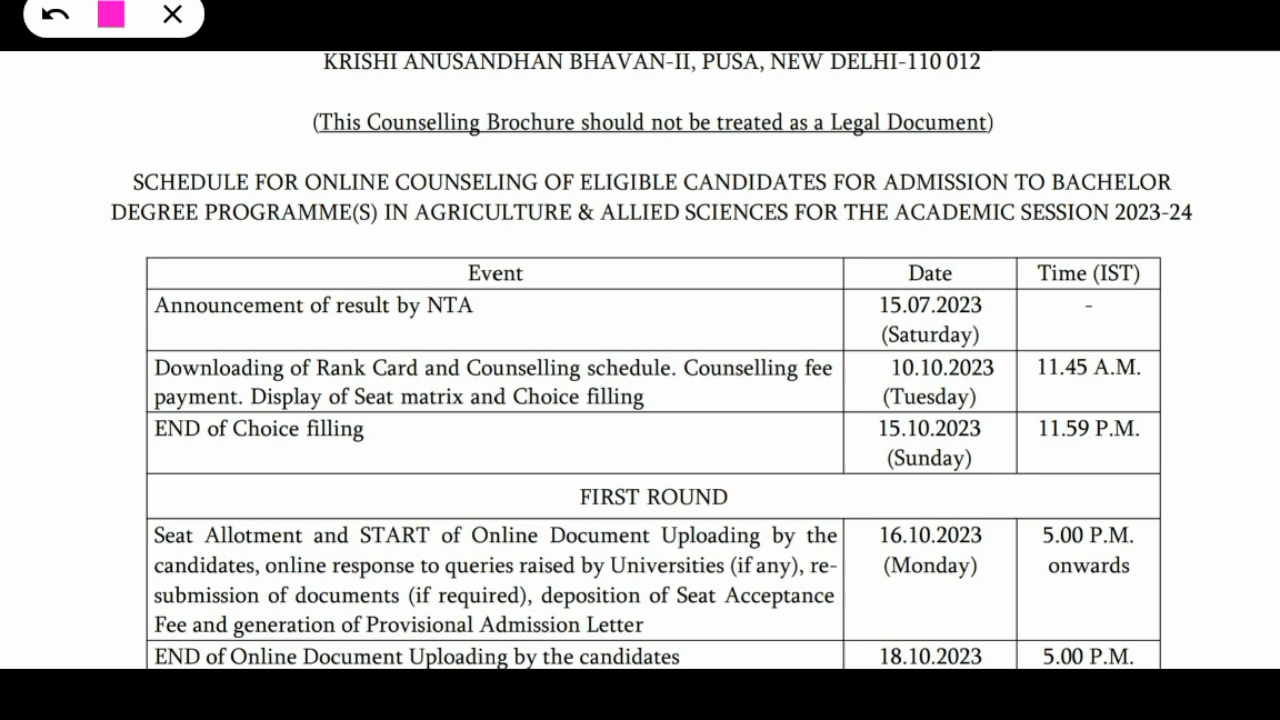 KRISHI ANUSANDHAN BHAVAN-II, PUSA, NEW DELHI-110 012
(This Counselling Brochure should not be treated as a Legal Document)
SCHEDULE FOR ONLINE COUNSELING OF ELIGIBLE CANDIDATES FOR ADMISSION TO BACHELOR
DEGREE PROGRAMME(S) IN AGRICULTURE & ALLIED SCIENCES FOR THE ACADEMIC SESSION 2023-24
Event Date Time (IST)
Announcement of result by NTA 15.07.2023 -
(Saturday)
Downloading of Rank Card and Counselling schedule. Counselling fee 10.10.2023 11.45 A.M.
payment. Display of Seat matrix and Choice filling (Tuesday)
END of Choice filling 15.10.2023 11.59 P.M.
(Sunday)
FIRST ROUND
Seat Allotment and START of Online Document Uploading by the 16.10.2023 5.00 P.M.
candidates, online response to queries raised by Universities (if any), re- (Monday) onwards
submission of documents (if required), deposition of Seat Acceptance
Fee and generation of Provisional Admission Letter
END of Online Document Uploading by the candidates 18.10.2023 5.00 P.M.